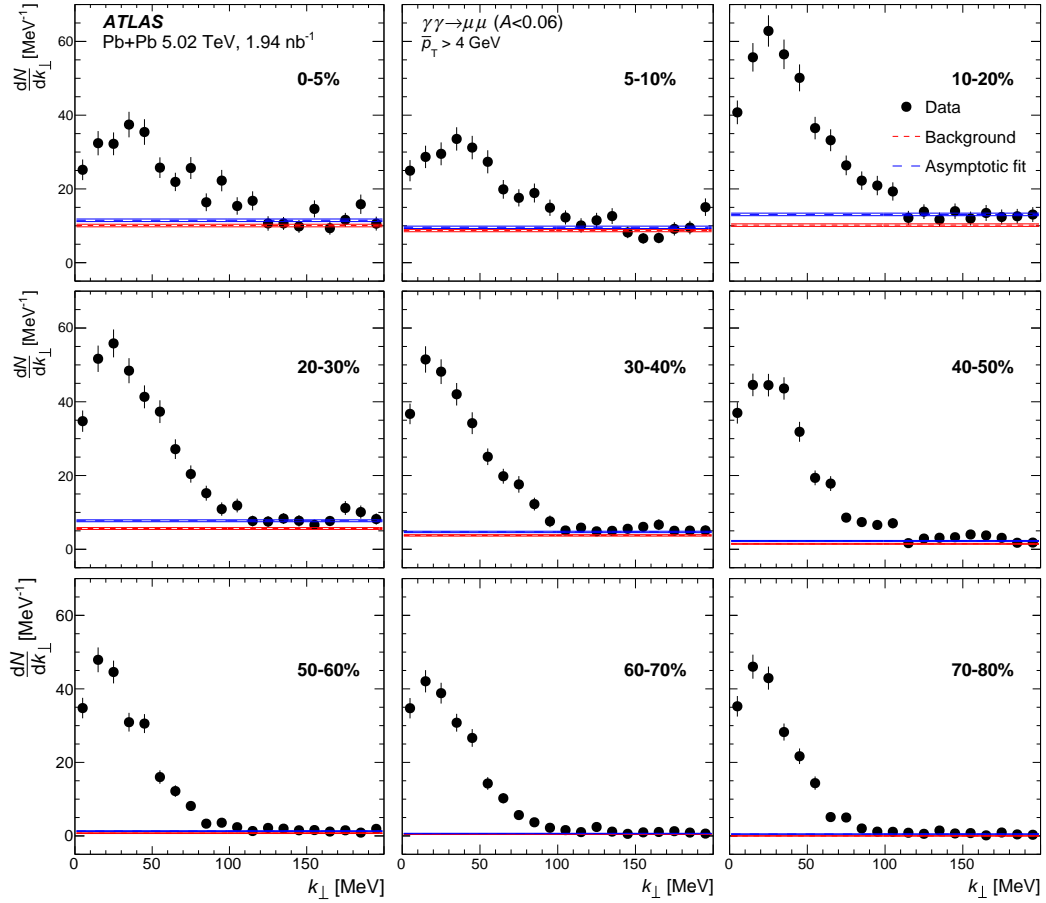 ATLAS
Pb+Pb 5.02 TeV, 1.94 nb⁻¹
γγ→μμ (A<0.06)
p̅_T > 4 GeV
dN/dk⊥ [MeV⁻¹]
60
40
20
0
0-5%
5-10%
10-20%
Data
Background
Asymptotic fit
dN/dk⊥ [MeV⁻¹]
60
40
20
0
20-30%
30-40%
40-50%
dN/dk⊥ [MeV⁻¹]
60
40
20
0
50-60%
60-70%
70-80%
0 50 100 150
0 50 100 150
0 50 100 150
k⊥ [MeV]
k⊥ [MeV]
k⊥ [MeV]